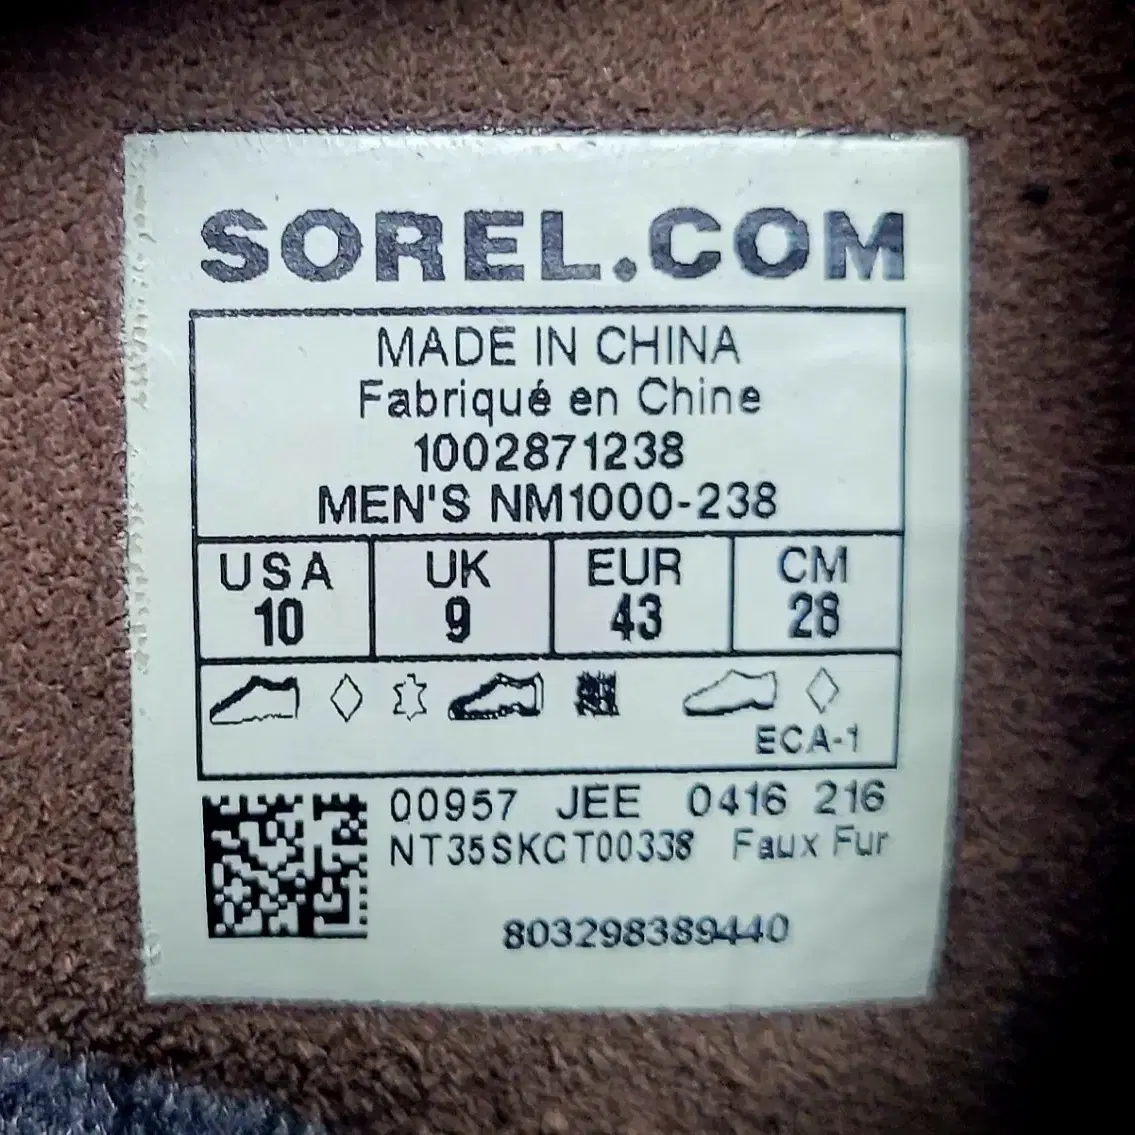 SOREL.COM
MADE IN CHINA
Fabriqué en Chine
1002871238
MEN'S NM1000-238
USA UK EUR CM
10 9 43 28
ECA-1
00957 JEE 0416 216
NT35SKCT00338 Faux Fur
803298389440